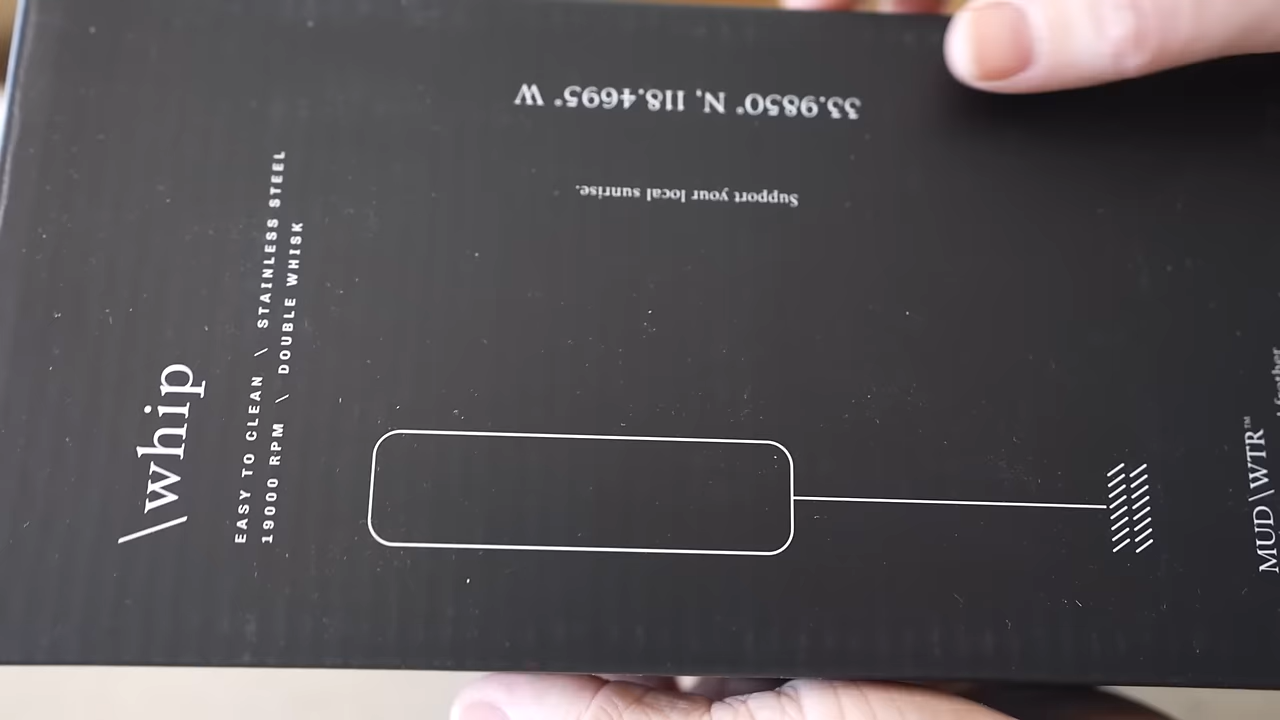 \whip
EASY TO CLEAN \ STAINLESS STEEL
19000 RPM \ DOUBLE WHISK
33.9850° N, 118.4695° W
Support your local sunrise.
MUD\WTR™